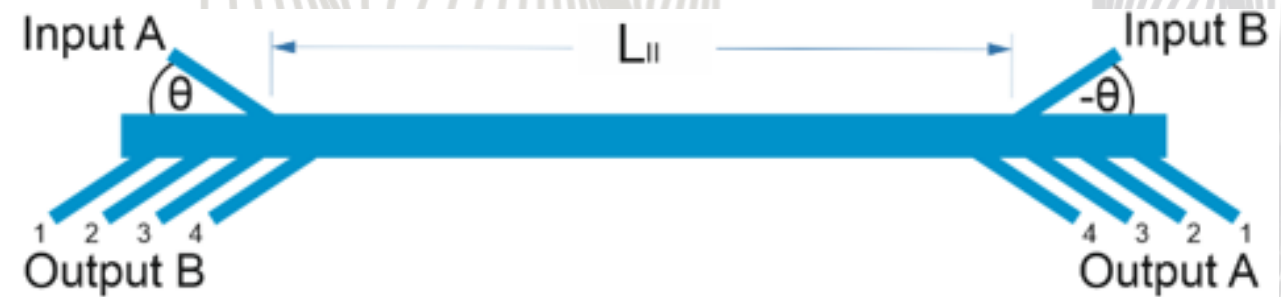 Input A
L||
Input B
θ
-θ
1 2 3 4
4 3 2 1
Output B
Output A